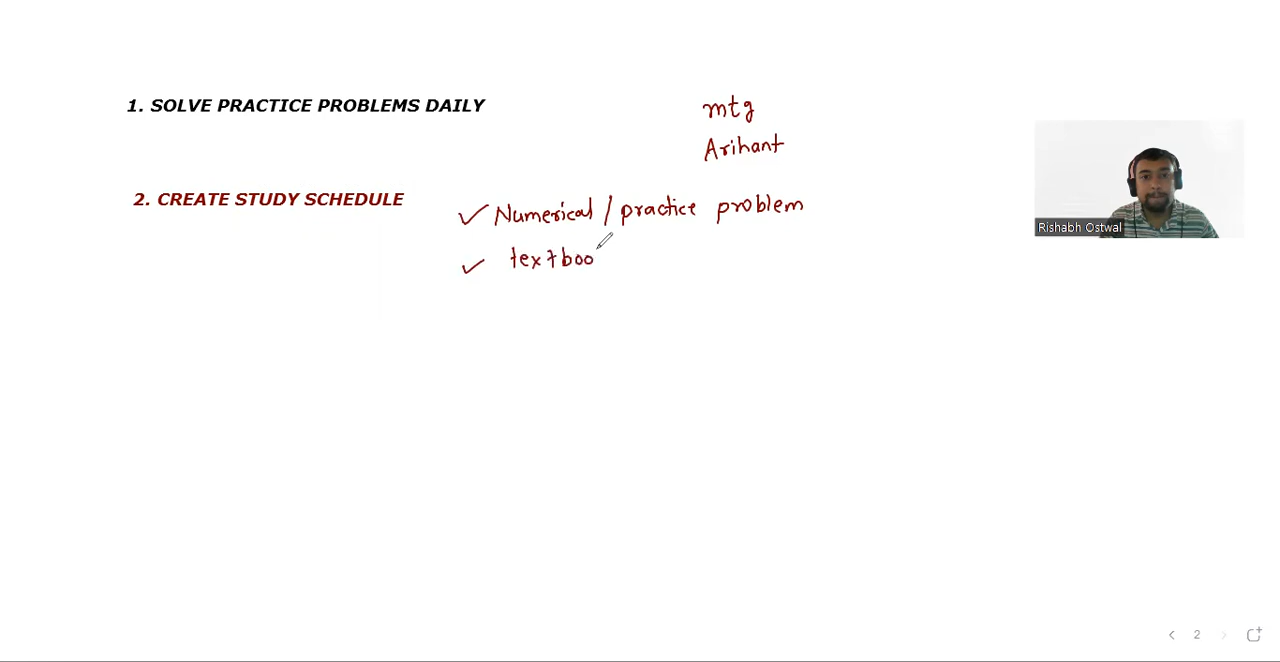 1. SOLVE PRACTICE PROBLEMS DAILY
mtg
Arihant
2. CREATE STUDY SCHEDULE
✓ Numerical / practice problem
✓ textboo
Rishabh Ostwal
2